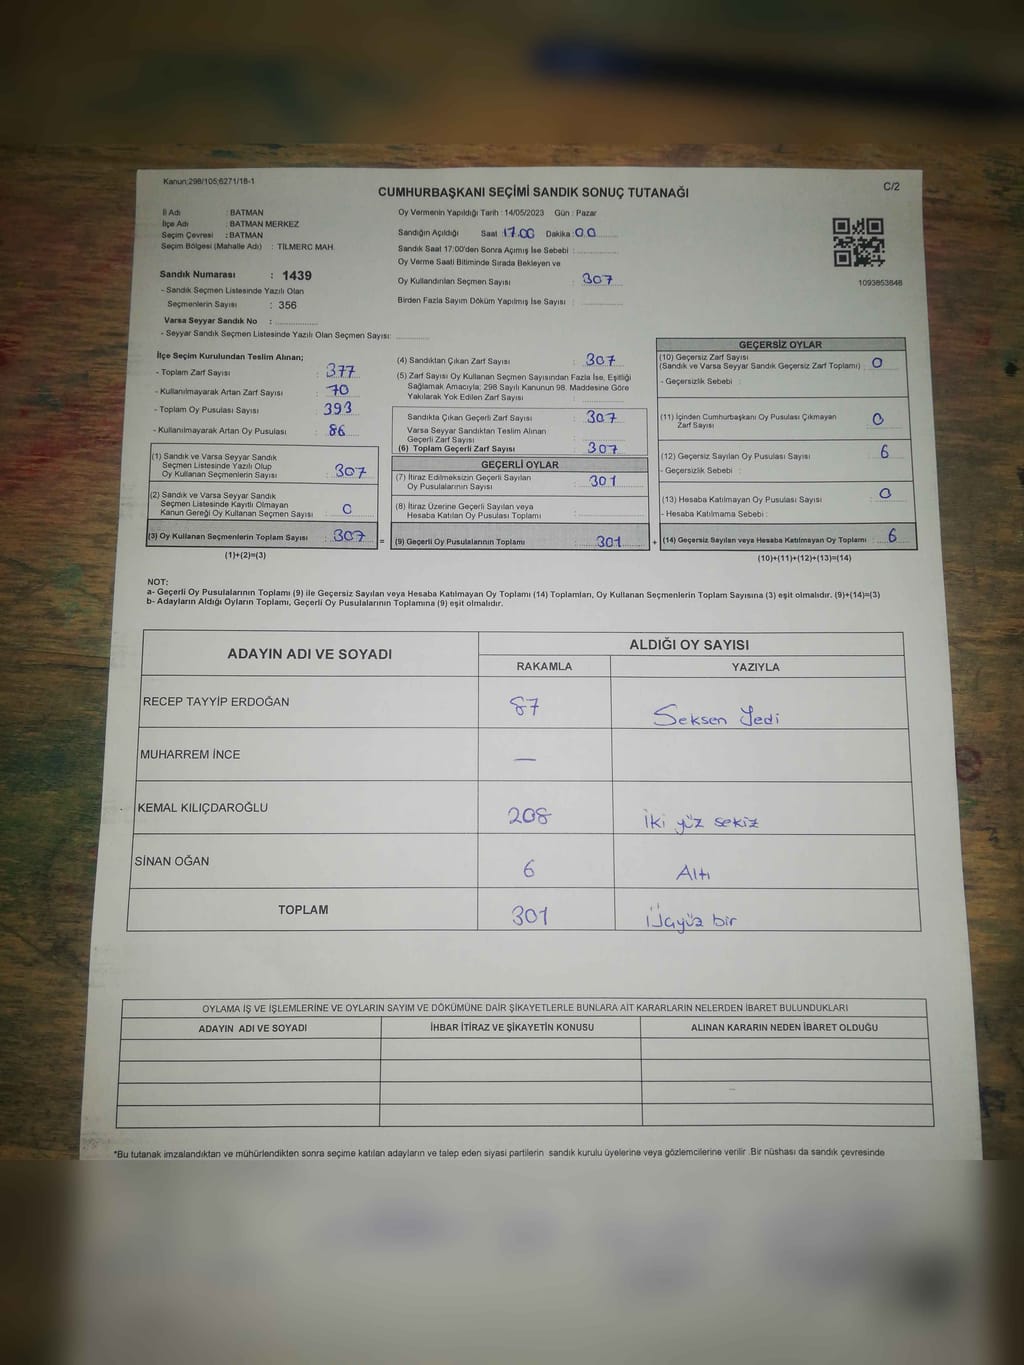 Kanun:298/105;6271/18-1
C/2
CUMHURBAŞKANI SEÇİMİ SANDIK SONUÇ TUTANAĞI
İl Adı : BATMAN
İlçe Adı : BATMAN MERKEZ
Seçim Çevresi : BATMAN
Seçim Bölgesi (Mahalle Adı) : TİLMERC MAH.
Sandık Numarası : 1439
- Sandık Seçmen Listesinde Yazılı Olan
Seçmenlerin Sayısı : 356
Varsa Seyyar Sandık No :
- Seyyar Sandık Seçmen Listesinde Yazılı Olan Seçmen Sayısı:
Oy Vermenin Yapıldığı Tarih : 14/05/2023 Gün : Pazar
Sandığın Açıldığı Saat : 17.00 Dakika : 00
Sandık Saat 17:00'den Sonra Açımış İse Sebebi :
Oy Verme Saati Bitiminde Sırada Bekleyen ve
Oy Kullandırılan Seçmen Sayısı : 307
Birden Fazla Sayım Döküm Yapılmış İse Sayısı :
1093853848
İlçe Seçim Kurulundan Teslim Alınan;
- Toplam Zarf Sayısı : 377
- Kullanılmayarak Artan Zarf Sayısı : 70
- Toplam Oy Pusulası Sayısı : 393
- Kullanılmayarak Artan Oy Pusulası : 86
(1) Sandık ve Varsa Seyyar Sandık
Seçmen Listesinde Yazılı Olup
Oy Kullanan Seçmenlerin Sayısı : 307
(2) Sandık ve Varsa Seyyar Sandık
Seçmen Listesinde Kayıtlı Olmayan
Kanun Gereği Oy Kullanan Seçmen Sayısı : 0
(3) Oy Kullanan Seçmenlerin Toplam Sayısı : 307
(1)+(2)=(3)
(4) Sandıktan Çıkan Zarf Sayısı : 307
(5) Zarf Sayısı Oy Kullanan Seçmen Sayısından Fazla İse, Eşitliği
Sağlamak Amacıyla; 298 Sayılı Kanunun 98. Maddesine Göre
Yakılarak Yok Edilen Zarf Sayısı :
Sandıkta Çıkan Geçerli Zarf Sayısı : 307
Varsa Seyyar Sandıktan Teslim Alınan
Geçerli Zarf Sayısı :
(6) Toplam Geçerli Zarf Sayısı : 307
GEÇERLİ OYLAR
(7) İtiraz Edilmeksizin Geçerli Sayılan
Oy Pusulalarının Sayısı : 301
(8) İtiraz Üzerine Geçerli Sayılan veya
Hesaba Katılan Oy Pusulası Toplamı :
= (9) Geçerli Oy Pusulalarının Toplamı : 301
GEÇERSİZ OYLAR
(10) Geçersiz Zarf Sayısı
(Sandık ve Varsa Seyyar Sandık Geçersiz Zarf Toplamı) : 0
- Geçersizlik Sebebi :
(11) İçinden Cumhurbaşkanı Oy Pusulası Çıkmayan
Zarf Sayısı : 0
(12) Geçersiz Sayılan Oy Pusulası Sayısı : 6
- Geçersizlik Sebebi :
(13) Hesaba Katılmayan Oy Pusulası Sayısı : 0
- Hesaba Katılmama Sebebi :
+ (14) Geçersiz Sayılan veya Hesaba Katılmayan Oy Toplamı : 6
(10)+(11)+(12)+(13)=(14)
NOT:
a- Geçerli Oy Pusulalarının Toplamı (9) ile Geçersiz Sayılan veya Hesaba Katılmayan Oy Toplamı (14) Toplamları, Oy Kullanan Seçmenlerin Toplam Sayısına (3) eşit olmalıdır. (9)+(14)=(3)
b- Adayların Aldığı Oyların Toplamı, Geçerli Oy Pusulalarının Toplamına (9) eşit olmalıdır.
ADAYIN ADI VE SOYADI ALDIĞI OY SAYISI
RAKAMLA YAZIYLA
RECEP TAYYİP ERDOĞAN 87 Seksen Yedi
MUHARREM İNCE —
KEMAL KILIÇDAROĞLU 208 İki yüz sekiz
SİNAN OĞAN 6 Altı
TOPLAM 301 Üçyüz bir
OYLAMA İŞ VE İŞLEMLERİNE VE OYLARIN SAYIM VE DÖKÜMÜNE DAİR ŞİKAYETLERLE BUNLARA AİT KARARLARIN NELERDEN İBARET BULUNDUKLARI
ADAYIN ADI VE SOYADI İHBAR İTİRAZ VE ŞİKAYETİN KONUSU ALINAN KARARIN NEDEN İBARET OLDUĞU
*Bu tutanak imzalandıktan ve mühürlendikten sonra seçime katılan adayların ve talep eden siyasi partilerin sandık kurulu üyelerine veya gözlemcilerine verilir .Bir nüshası da sandık çevresinde